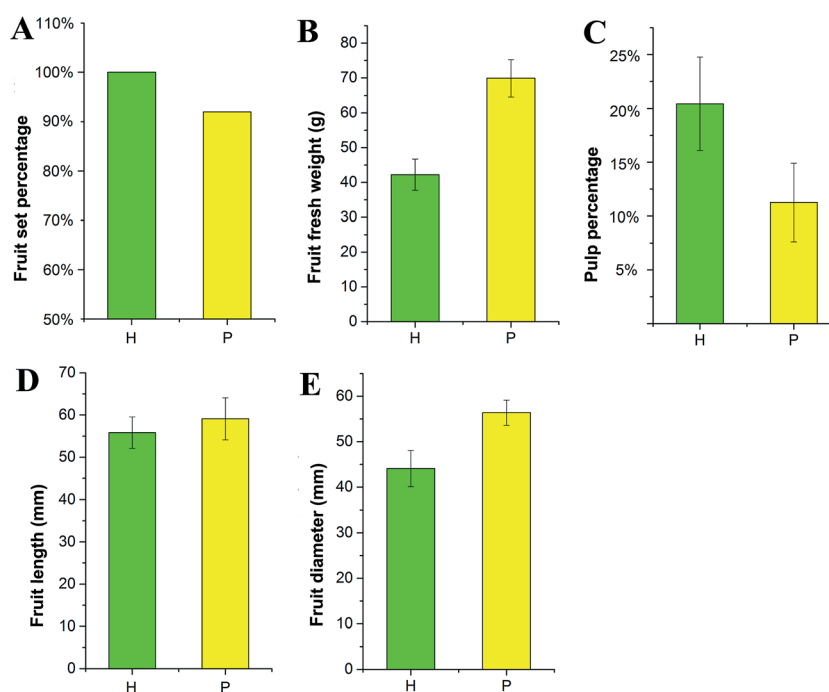 A
110%
100%
90%
80%
70%
60%
50%
Fruit set percentage
H P
B
80
70
60
50
40
30
20
10
0
Fruit fresh weight (g)
H P
C
25%
20%
15%
10%
5%
Pulp percentage
H P
D
70
60
50
40
30
20
10
0
Fruit length (mm)
H P
E
60
50
40
30
20
10
0
Fruit diameter (mm)
H P